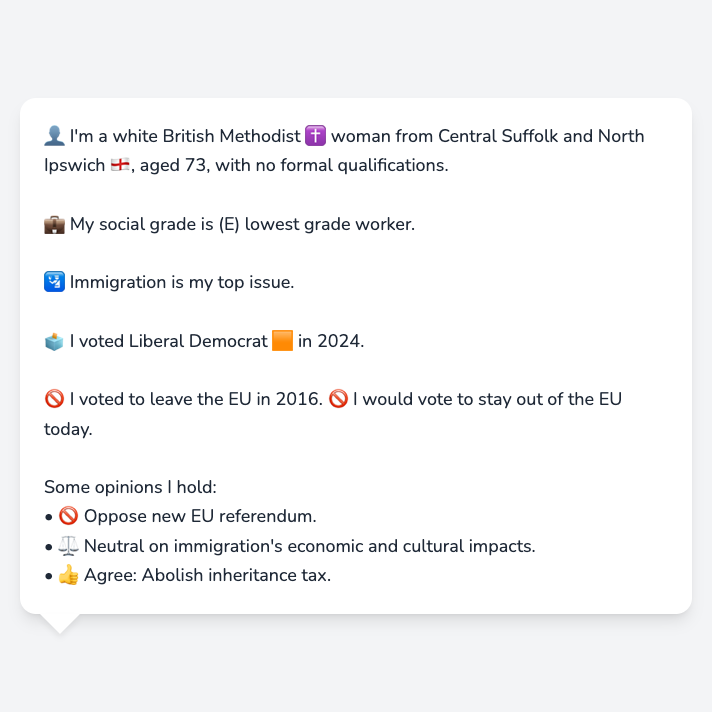 👤 I'm a white British Methodist ✝️ woman from Central Suffolk and North
Ipswich 🏴󠁧󠁢󠁥󠁮󠁧󠁿, aged 73, with no formal qualifications.
💼 My social grade is (E) lowest grade worker.
🛂 Immigration is my top issue.
🗳️ I voted Liberal Democrat 🟧 in 2024.
🚫 I voted to leave the EU in 2016. 🚫 I would vote to stay out of the EU
today.
Some opinions I hold:
• 🚫 Oppose new EU referendum.
• ⚖️ Neutral on immigration's economic and cultural impacts.
• 👍 Agree: Abolish inheritance tax.